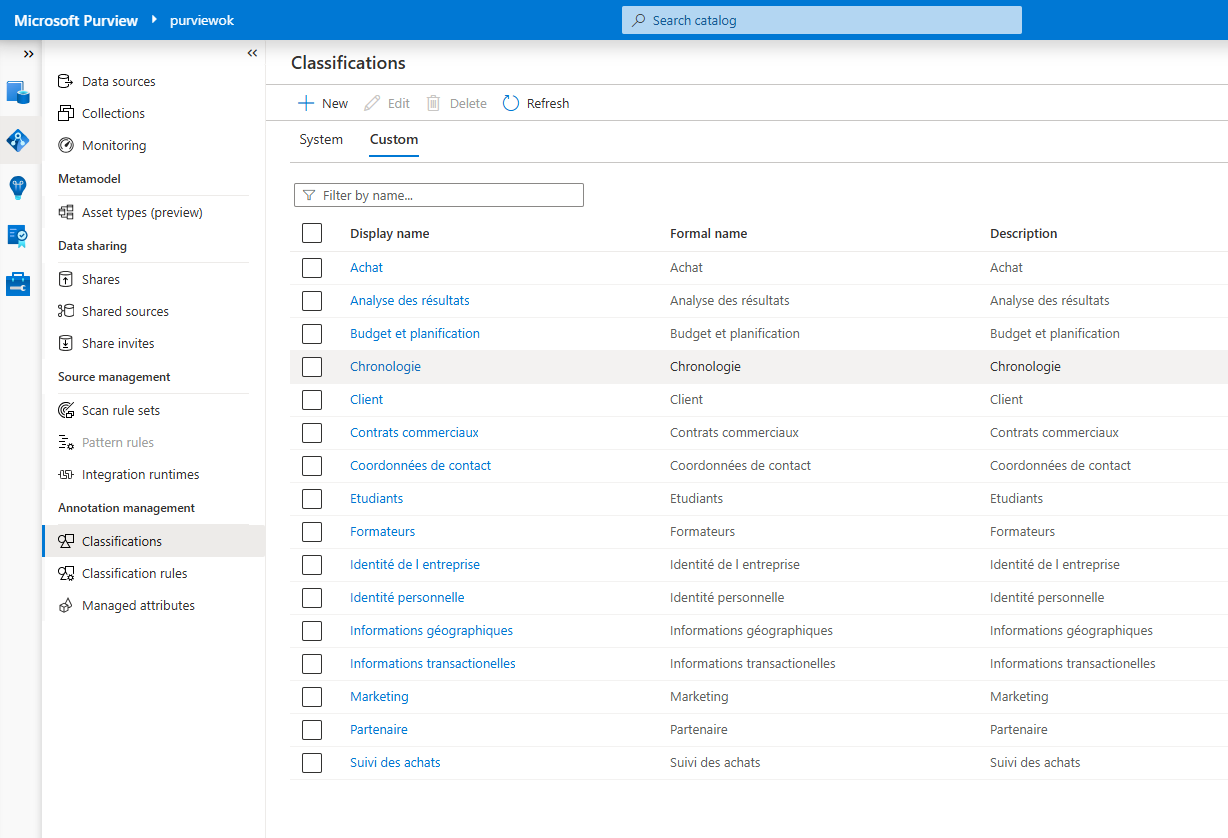 Microsoft Purview purviewok Search catalog
Data sources
Collections
Monitoring
Metamodel
Asset types (preview)
Data sharing
Shares
Shared sources
Share invites
Source management
Scan rule sets
Pattern rules
Integration runtimes
Annotation management
Classifications
Classification rules
Managed attributes
Classifications
New Edit Delete Refresh
System Custom
Filter by name...
Display name Formal name Description
Achat Achat Achat
Analyse des résultats Analyse des résultats Analyse des résultats
Budget et planification Budget et planification Budget et planification
Chronologie Chronologie Chronologie
Client Client Client
Contrats commerciaux Contrats commerciaux Contrats commerciaux
Coordonnées de contact Coordonnées de contact Coordonnées de contact
Etudiants Etudiants Etudiants
Formateurs Formateurs Formateurs
Identité de l entreprise Identité de l entreprise Identité de l entreprise
Identité personnelle Identité personnelle Identité personnelle
Informations géographiques Informations géographiques Informations géographiques
Informations transactionelles Informations transactionelles Informations transactionelles
Marketing Marketing Marketing
Partenaire Partenaire Partenaire
Suivi des achats Suivi des achats Suivi des achats